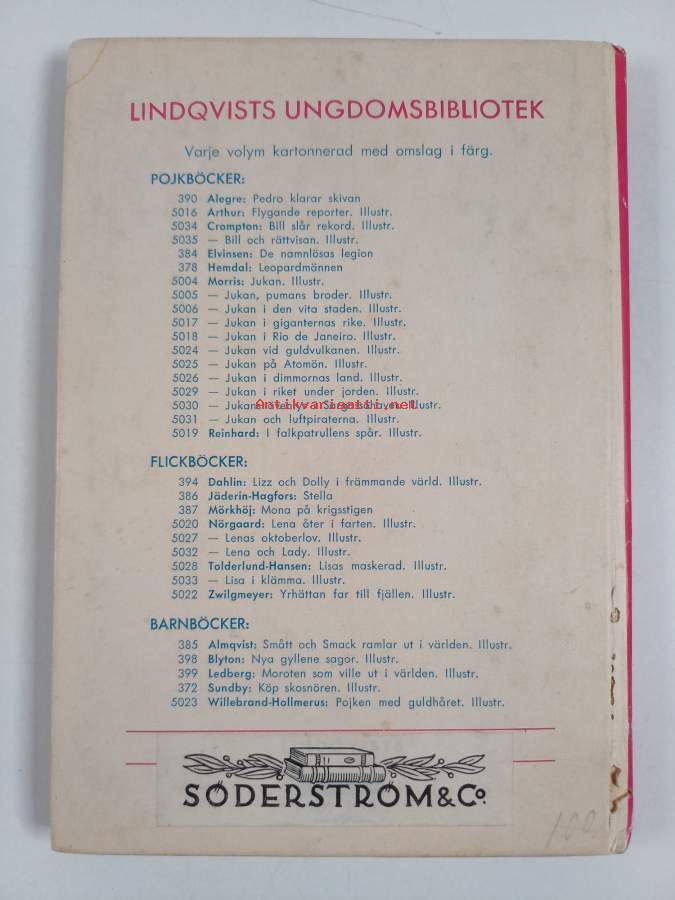 LINDQVISTS UNGDOMSBIBLIOTEK
Varje volym kartonnerad med omslag i färg.
POJKBÖCKER:
390 Alegre: Pedro klarar skivan
5016 Arthur: Flygande reporter. Illustr.
5034 Crompton: Bill slår rekord. Illustr.
5035 — Bill och rättvisan. Illustr.
384 Elvinsen: De namnlösas legion
378 Hemdal: Leopardmännen
5004 Morris: Jukan. Illustr.
5005 — Jukan, pumans broder. Illustr.
5006 — Jukan i den vita staden. Illustr.
5017 — Jukan i giganternas rike. Illustr.
5018 — Jukan i Rio de Janeiro. Illustr.
5024 — Jukan vid guldvulkanen. Illustr.
5025 — Jukan på Atomön. Illustr.
5026 — Jukan i dimmornas land. Illustr.
5029 — Jukan i riket under jorden. Illustr.
5030 — Jukans Illustr.
Antikvariaatti.net
5031 — Jukan och luftpiraterna. Illustr.
5019 Reinhard: I falkpatrullens spår. Illustr.
FLICKBÖCKER:
394 Dahlin: Lizz och Dolly i främmande värld. Illustr.
386 Jäderin-Hagfors: Stella
387 Mörkhöj: Mona på krigsstigen
5020 Nörgaard: Lena åter i farten. Illustr.
5027 — Lenas oktoberlov. Illustr.
5032 — Lena och Lady. Illustr.
5028 Tolderlund-Hansen: Lisas maskerad. Illustr.
5033 — Lisa i klämma. Illustr.
5022 Zwilgmeyer: Yrhättan far till fjällen. Illustr.
BARNBÖCKER:
385 Almqvist: Smått och Smack ramlar ut i världen. Illustr.
398 Blyton: Nya gyllene sagor. Illustr.
399 Ledberg: Moroten som ville ut i världen. Illustr.
372 Sundby: Köp skosnören. Illustr.
5023 Willebrand-Hollmerus: Pojken med guldhåret. Illustr.
SÖDERSTRÖM & Co.
100